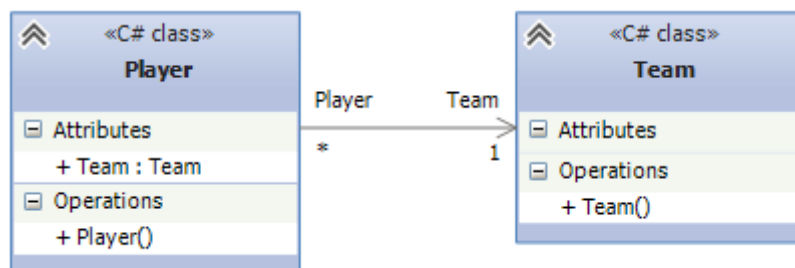 «C# class»
Player
Attributes
+ Team : Team
Operations
+ Player()
Player
Team
*
1
«C# class»
Team
Attributes
Operations
+ Team()